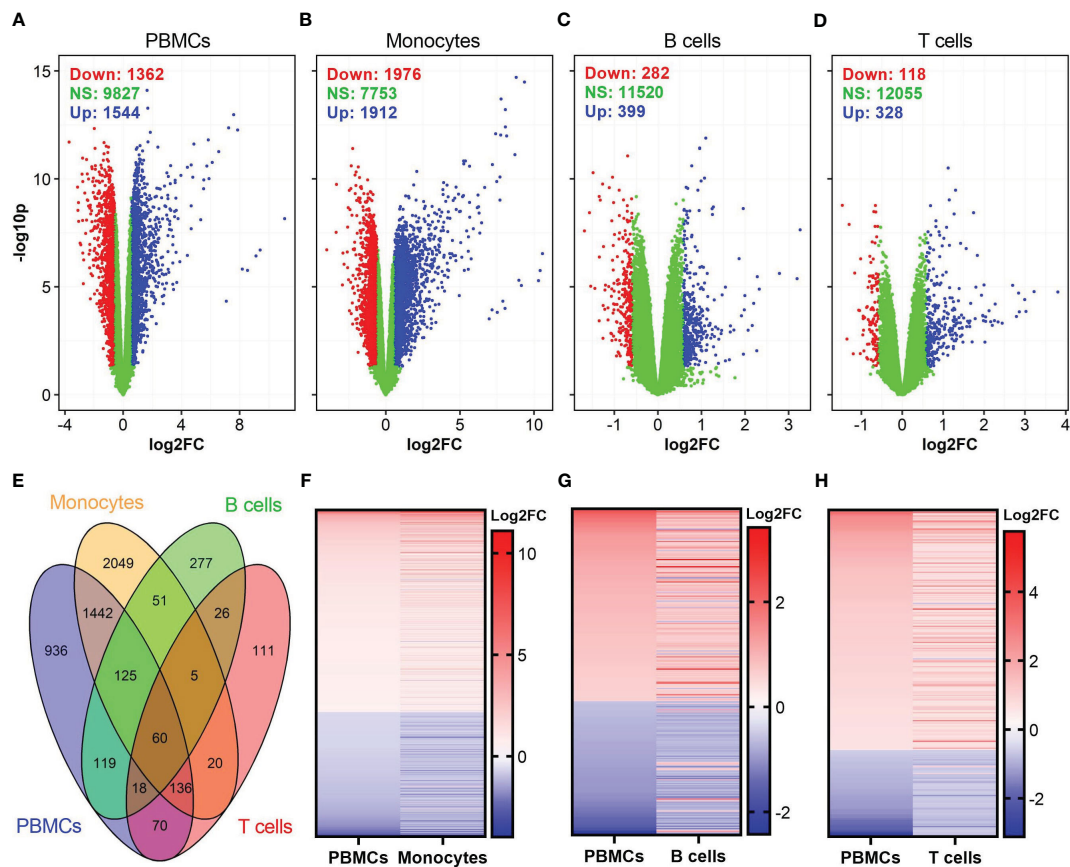 A
PBMCs
Down: 1362
NS: 9827
Up: 1544
-log10p
15
10
5
0
-4
0
4
8
log2FC
B
Monocytes
Down: 1976
NS: 7753
Up: 1912
0
5
10
log2FC
C
B cells
Down: 282
NS: 11520
Up: 399
-1
0
1
2
3
log2FC
D
T cells
Down: 118
NS: 12055
Up: 328
-1
0
1
2
3
4
log2FC
E
Monocytes
B cells
2049
277
51
1442
26
936
111
125
5
60
119
20
18
136
70
PBMCs
T cells
F
Log2FC
10
5
0
PBMCs Monocytes
G
Log2FC
2
0
-2
PBMCs B cells
H
Log2FC
4
2
0
-2
PBMCs T cells